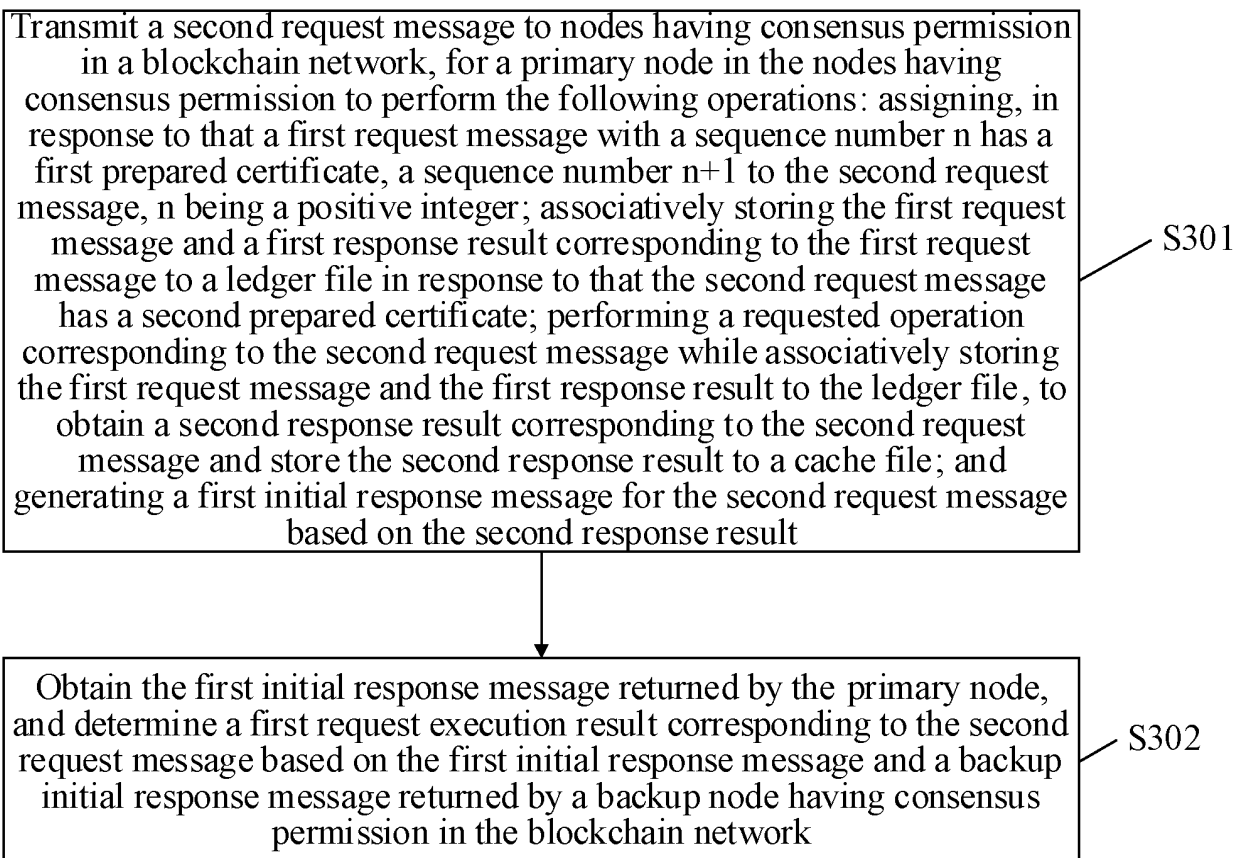 Transmit a second request message to nodes having consensus permission
in a blockchain network, for a primary node in the nodes having
consensus permission to perform the following operations: assigning, in
response to that a first request message with a sequence number n has a
first prepared certificate, a sequence number n+1 to the second request
message, n being a positive integer; associatively storing the first request
message and a first response result corresponding to the first request
message to a ledger file in response to that the second request message
has a second prepared certificate; performing a requested operation
corresponding to the second request message while associatively storing
the first request message and the first response result to the ledger file, to
obtain a second response result corresponding to the second request
message and store the second response result to a cache file; and
generating a first initial response message for the second request message
based on the second response result
S301
Obtain the first initial response message returned by the primary node,
and determine a first request execution result corresponding to the second
request message based on the first initial response message and a backup
initial response message returned by a backup node having consensus
permission in the blockchain network
S302